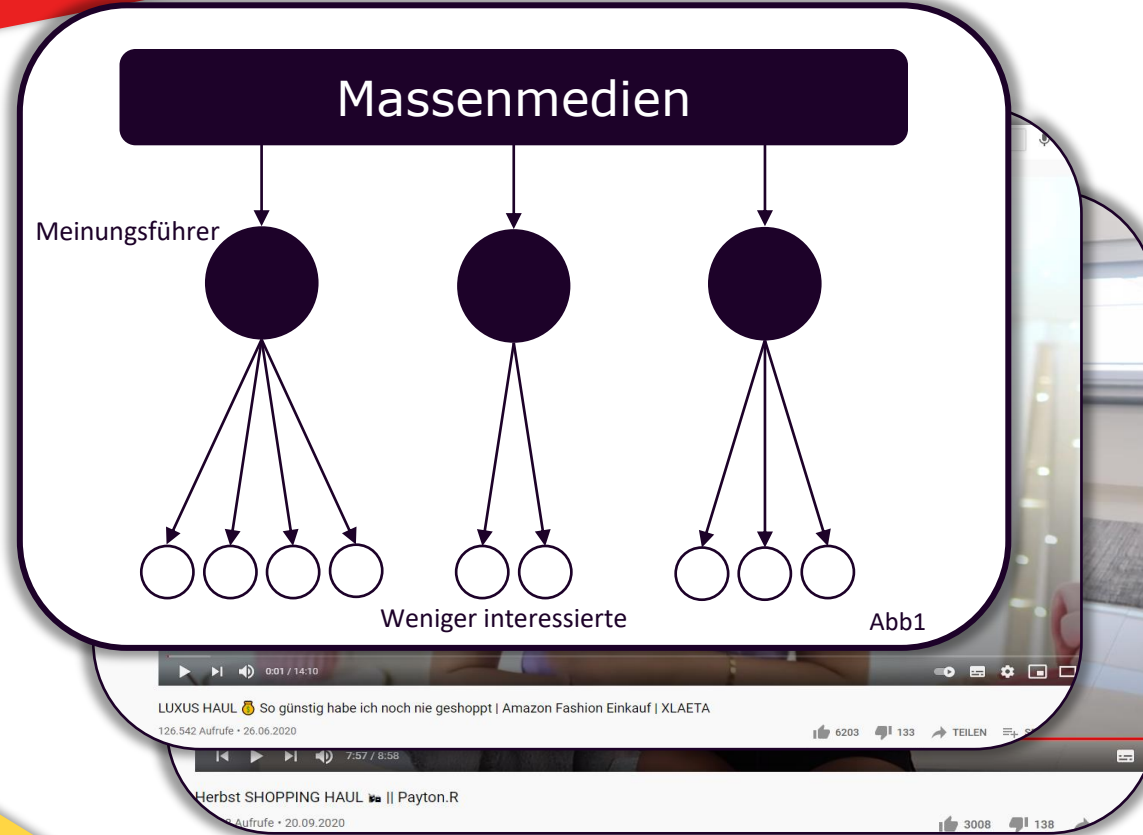 Massenmedien
Meinungsführer
Weniger interessierte
Abb1
0:01 / 14:10
LUXUS HAUL 💰 So günstig habe ich noch nie geshoppt | Amazon Fashion Einkauf | XLAETA
126.542 Aufrufe • 26.06.2020
6203 133 TEILEN
7:57 / 8:58
Herbst SHOPPING HAUL 🛍 || Payton.R
Aufrufe • 20.09.2020
3008 138